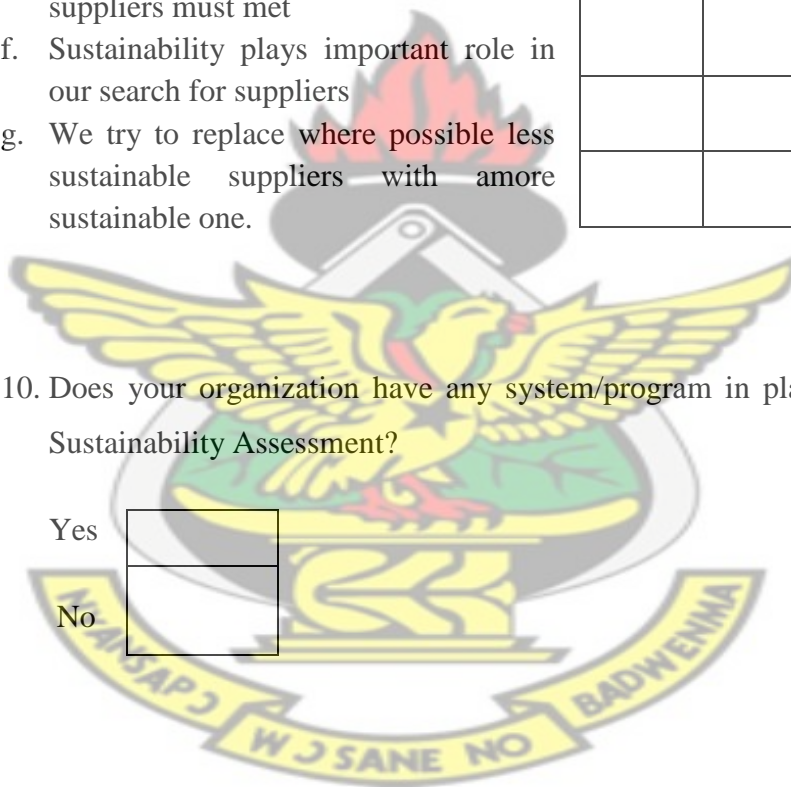 suppliers must met
f. Sustainability plays important role in
our search for suppliers
g. We try to replace where possible less
sustainable suppliers with amore
sustainable one.
10. Does your organization have any system/program in
Sustainability Assessment?
Yes
No
NYANSAPƆ
WƆ SANE NO
BADWENMA